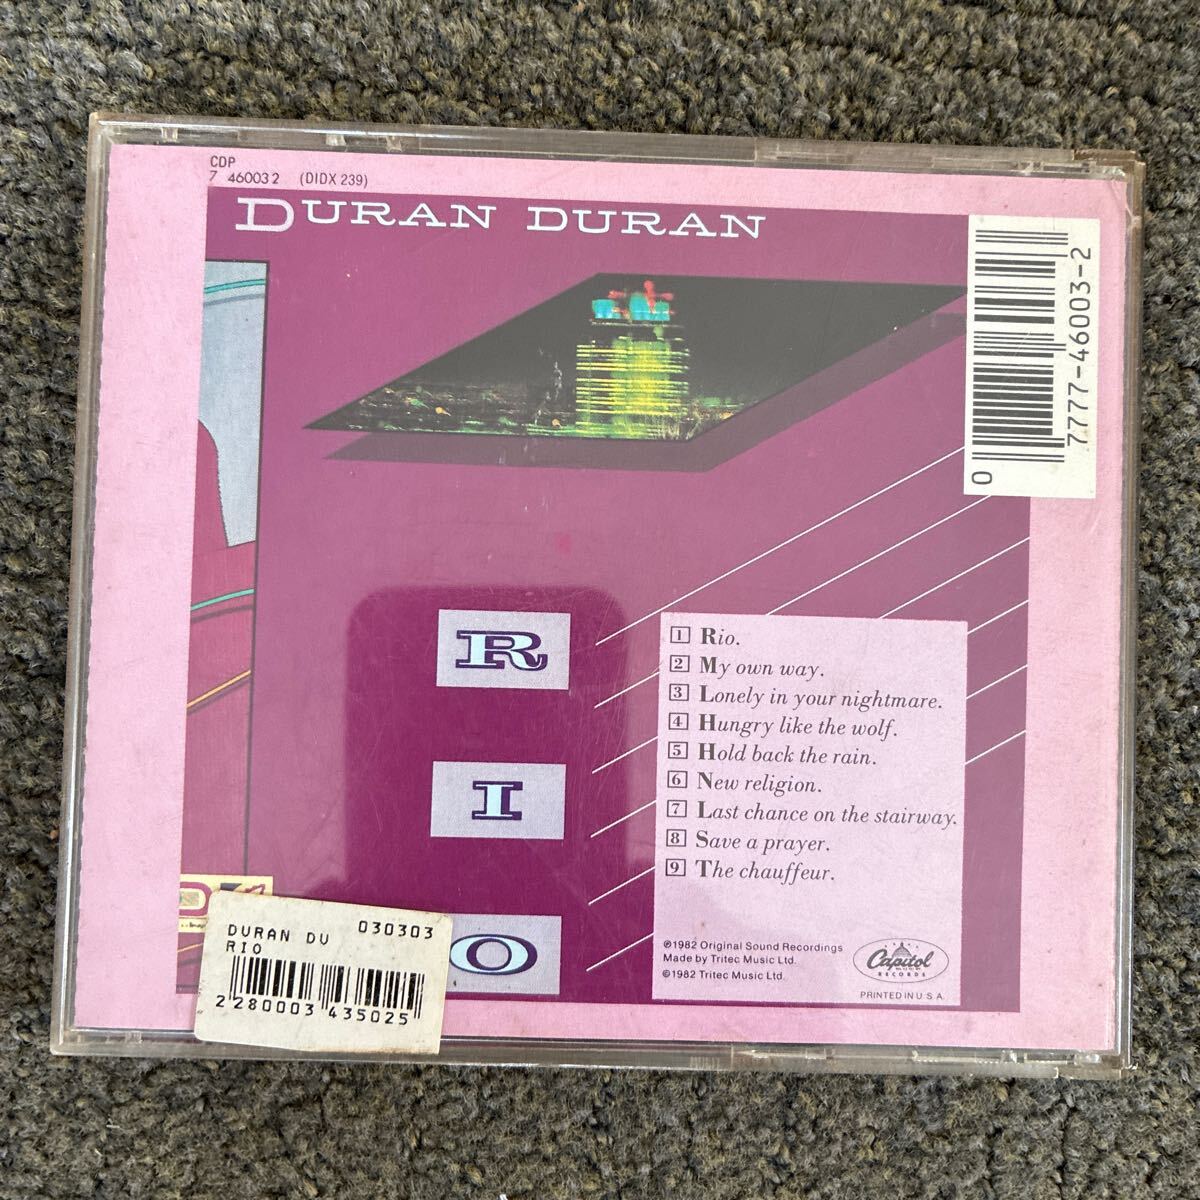 CDP
7 46003 2 (DIDX 239)
DURAN DURAN
0 7777-46003-2
R
I
O
1 Rio.
2 My own way.
3 Lonely in your nightmare.
4 Hungry like the wolf.
5 Hold back the rain.
6 New religion.
7 Last chance on the stairway.
8 Save a prayer.
9 The chauffeur.
℗1982 Original Sound Recordings
Made by Tritec Music Ltd.
©1982 Tritec Music Ltd.
Capitol
RECORDS
PRINTED IN U.S.A.
DURAN DU 030303
RIO
2280003 435025